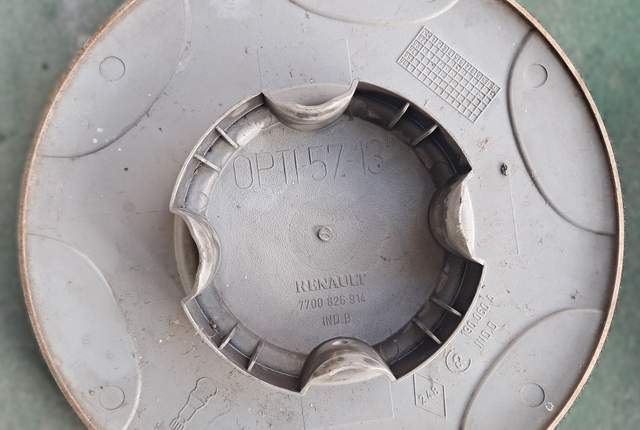 OPTI-57-13
RENAULT
7700 826 914
IND.B